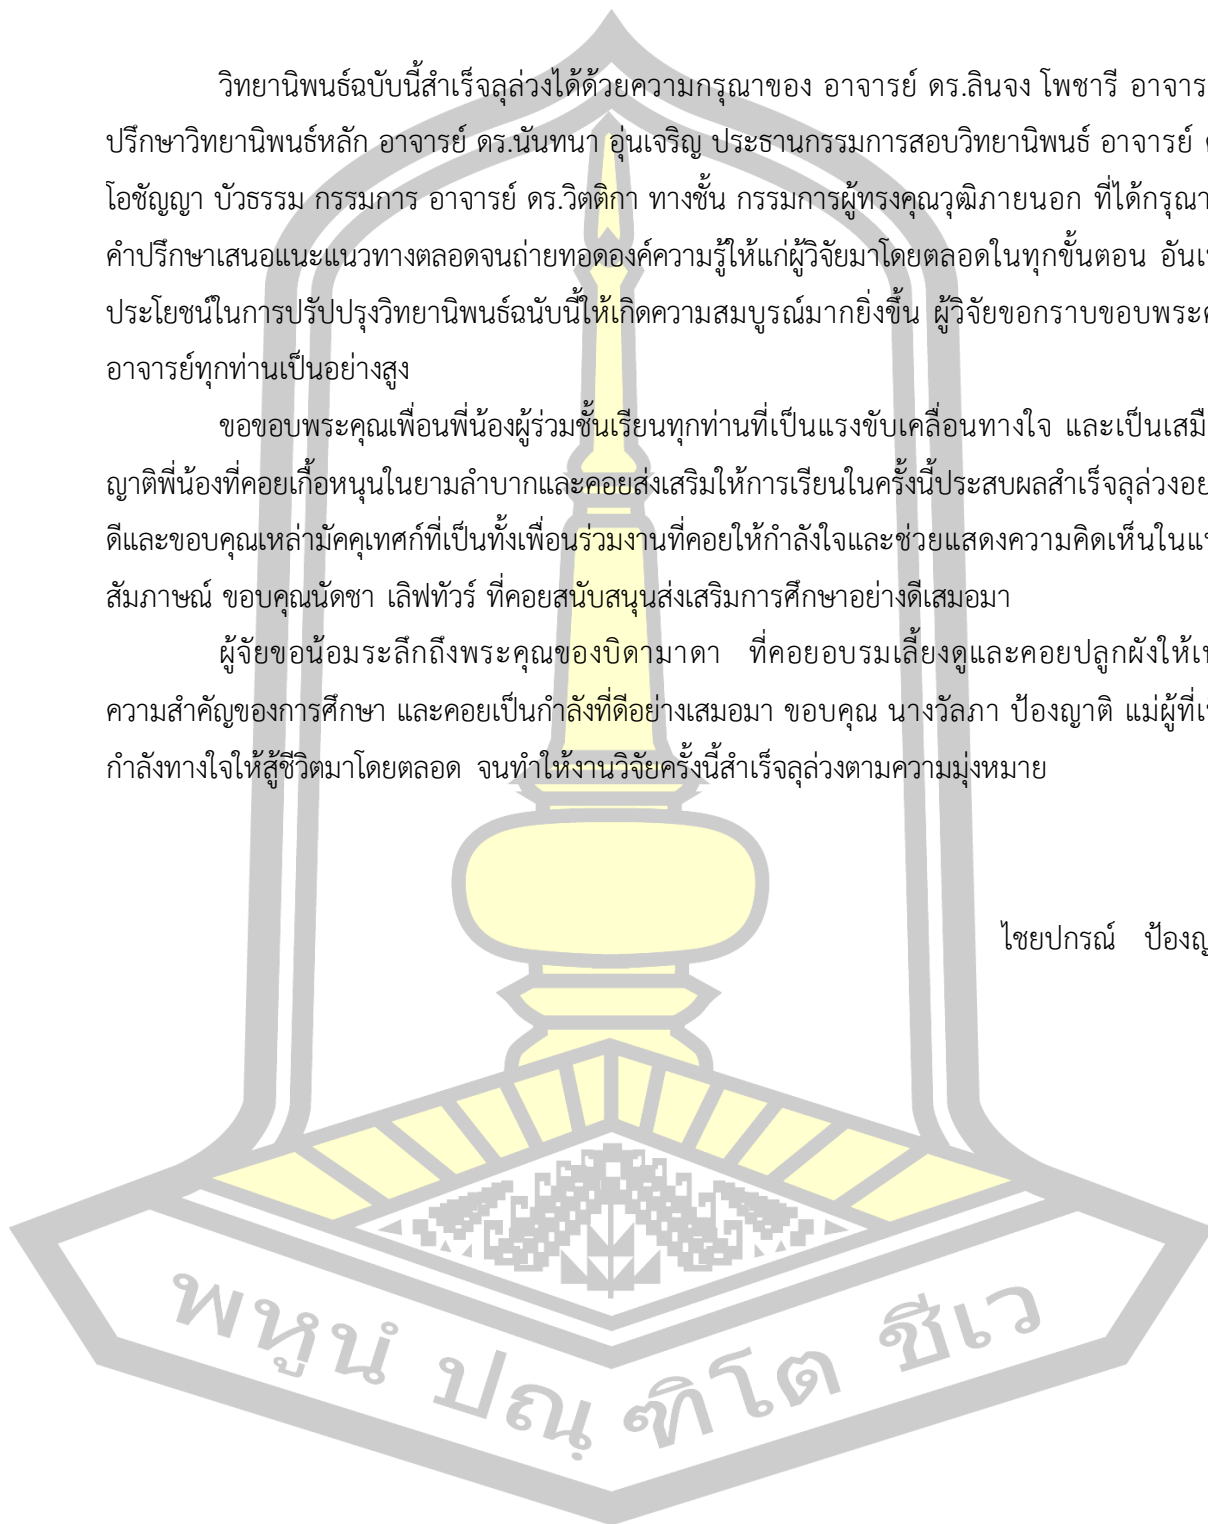 วิทยานิพนธ์ฉบับนี้สำเร็จลุล่วงได้ด้วยความกรุณาของ อาจารย์ ดร.ลินจง โพชารี อาจาร
ปรึกษาวิทยานิพนธ์หลัก อาจารย์ ดร.นันทนา อุ่นเจริญ ประธานกรรมการสอบวิทยานิพนธ์ อาจารย์
โอชัญญา บัวธรรม กรรมการ อาจารย์ ดร.วิตติกา ทางชั้น กรรมการผู้ทรงคุณวุฒิภายนอก ที่ได้กรุณา
คำปรึกษาเสนอแนะแนวทางตลอดจนถ่ายทอดองค์ความรู้ให้แก่ผู้วิจัยมาโดยตลอดในทุกขั้นตอน อันเ
ประโยชน์ในการปรัปปรุงวิทยานิพนธ์ฉนับนี้ให้เกิดความสมบูรณ์มากยิ่งขึ้น ผู้วิจัยขอกราบขอบพระ
อาจารย์ทุกท่านเป็นอย่างสูง
ขอขอบพระคุณเพื่อนพี่น้องผู้ร่วมชั้นเรียนทุกท่านที่เป็นแรงขับเคลื่อนทางใจ และเป็นเสมื
ญาติพี่น้องที่คอยเกื้อหนุนในยามลำบากและคอยส่งเสริมให้การเรียนในครั้งนี้ประสบผลสำเร็จลุล่วงอย
ดีและขอบคุณเหล่ามัคคุเทศก์ที่เป็นทั้งเพื่อนร่วมงานที่คอยให้กำลังใจและช่วยแสดงความคิดเห็นในแ
สัมภาษณ์ ขอบคุณนัดชา เลิฟทัวร์ ที่คอยสนับสนุนส่งเสริมการศึกษาอย่างดีเสมอมา
ผู้จัยขอน้อมระลึกถึงพระคุณของบิดามาดา ที่คอยอบรมเลี้ยงดูและคอยปลูกผังให้เ
ความสำคัญของการศึกษา และคอยเป็นกำลังที่ดีอย่างเสมอมา ขอบคุณ นางวัลภา ป้องญาติ แม่ผู้ที่เ
กำลังทางใจให้สู้ชีวิตมาโดยตลอด จนทำให้งานวิจัยครั้งนี้สำเร็จลุล่วงตามความมุ่งหมาย
ไชยปกรณ์ ป้องญ
พหูนํ ปณฺฑิโต ชีเว